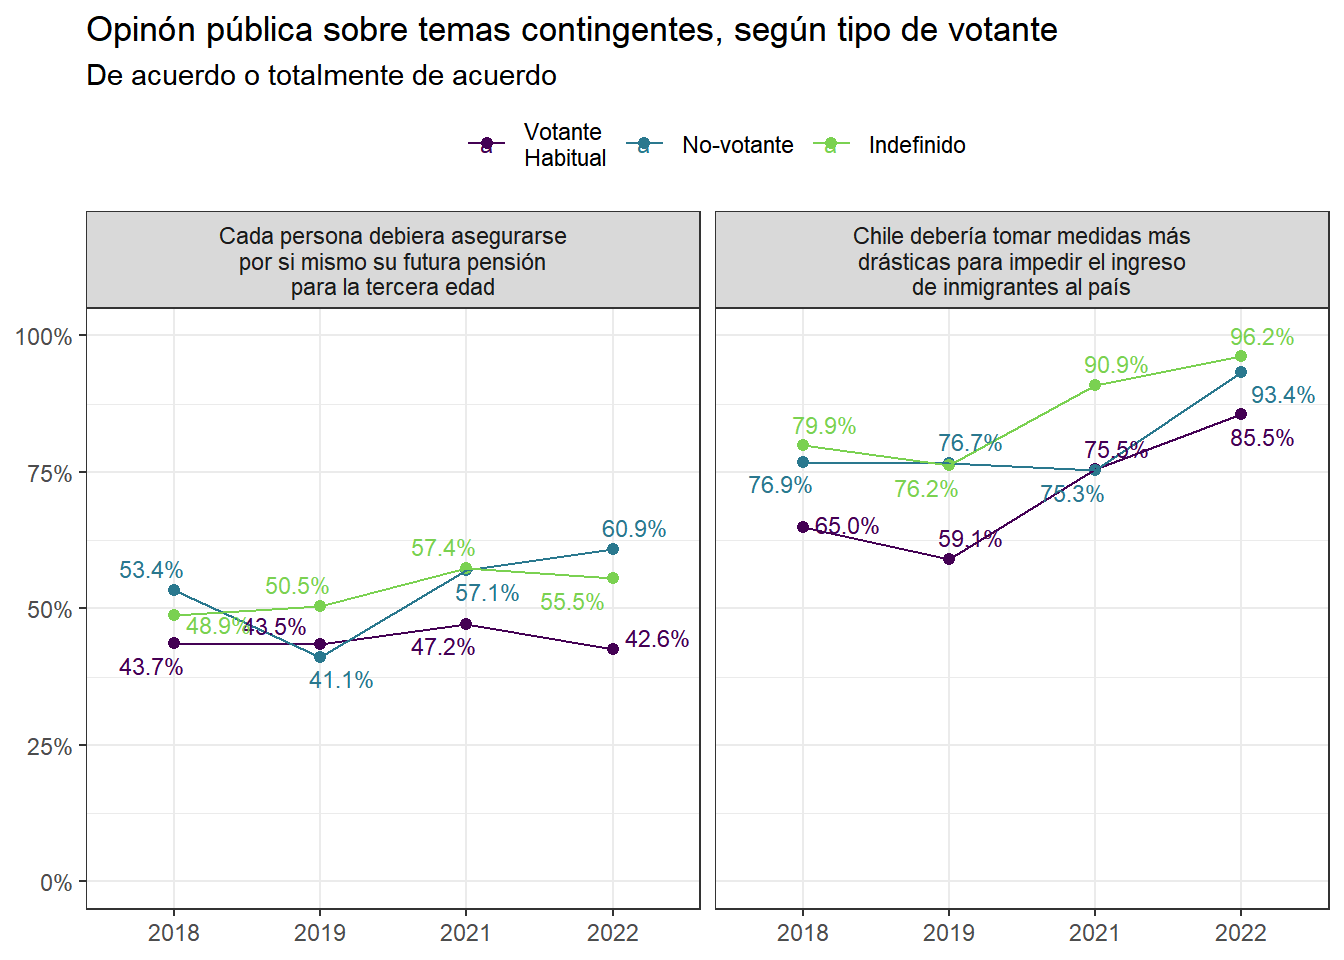 Opinón pública sobre temas contingentes, según tipo de votante
De acuerdo o totalmente de acuerdo
a Votante
Habitual
a No-votante
a Indefinido
Cada persona debiera asegurarse
por si mismo su futura pensión
para la tercera edad
Chile debería tomar medidas más
drásticas para impedir el ingreso
de inmigrantes al país
100%
75%
50%
25%
0%
53.4%
48.9%
43.7%
50.5%
43.5%
41.1%
57.4%
57.1%
47.2%
60.9%
55.5%
42.6%
79.9%
76.9%
65.0%
76.7%
76.2%
59.1%
90.9%
75.5%
75.3%
96.2%
93.4%
85.5%
2018 2019 2021 2022
2018 2019 2021 2022